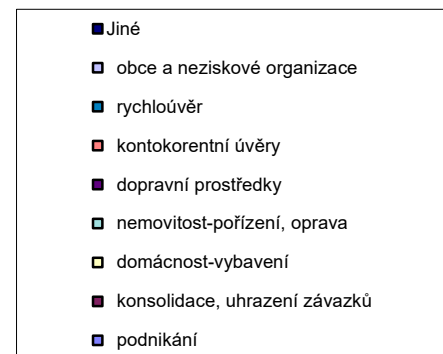 Jiné
obce a neziskové organizace
rychloúvěr
kontokorentní úvěry
dopravní prostředky
nemovitost-pořízení, oprava
domácnost-vybavení
konsolidace, uhrazení závazků
podnikání